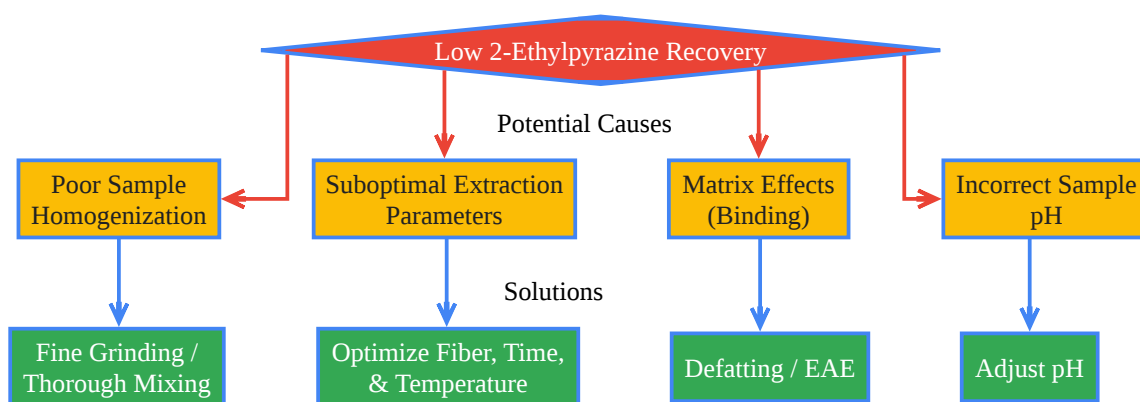 Low 2-Ethylpyrazine Recovery
Potential Causes
Poor Sample
Homogenization
Suboptimal Extraction
Parameters
Matrix Effects
(Binding)
Incorrect Sample
pH
Solutions
Fine Grinding /
Thorough Mixing
Optimize Fiber, Time,
& Temperature
Defatting / EAE
Adjust pH